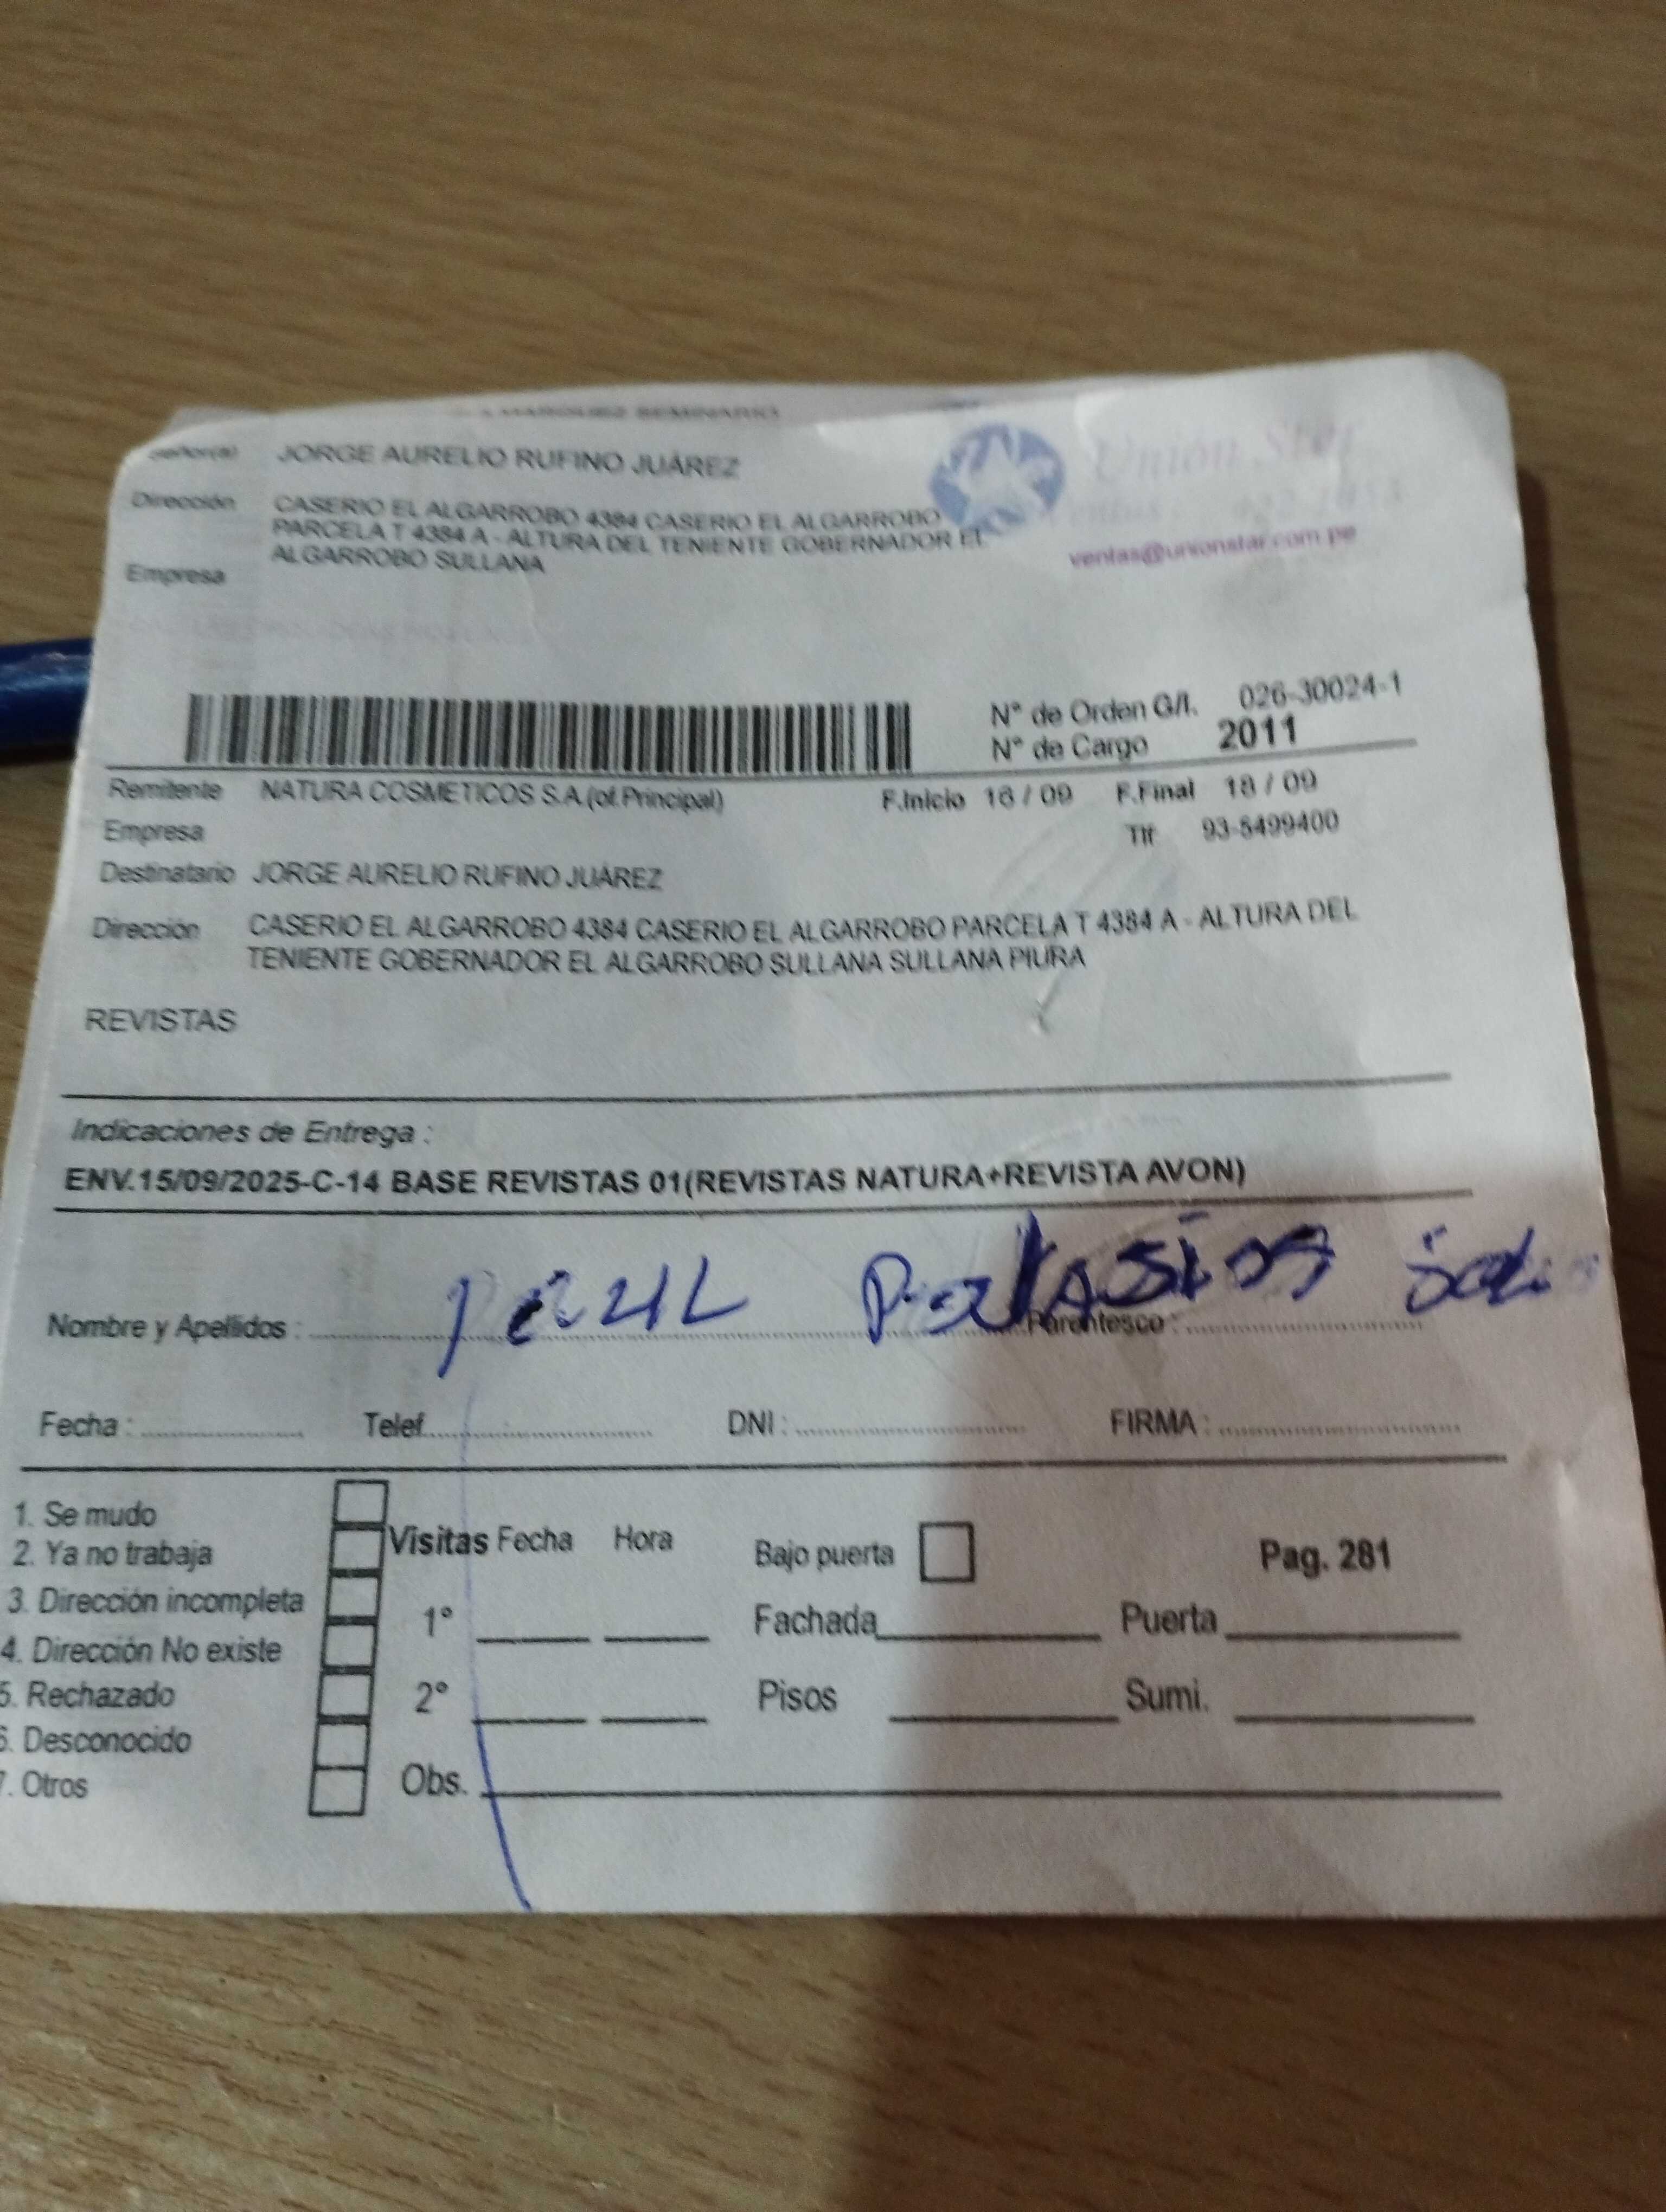 MARQUEZ SEMINARIO
Señor(a) JORGE AURELIO RUFINO JUÁREZ
Unión Star
Dirección CASERIO EL ALGARROBO 4384 CASERIO EL ALGARROBO
PARCELA T 4384 A - ALTURA DEL TENIENTE GOBERNADOR EL
ALGARROBO SULLANA
ventas@unionstar.com.pe
Empresa
N° de Orden G/I. 026-30024-1
N° de Cargo 2011
Remitente NATURA COSMETICOS S.A.(of.Principal) F.Inicio 16 / 09 F.Final 18 / 09
Empresa Tlf 93-5499400
Destinatario JORGE AURELIO RUFINO JUÁREZ
Dirección CASERIO EL ALGARROBO 4384 CASERIO EL ALGARROBO PARCELA T 4384 A - ALTURA DEL
TENIENTE GOBERNADOR EL ALGARROBO SULLANA SULLANA PIURA
REVISTAS
Indicaciones de Entrega :
ENV.15/09/2025-C-14 BASE REVISTAS 01(REVISTAS NATURA+REVISTA AVON)
Nombre y Apellidos : Parentesco :
Fecha : Telef. DNI : FIRMA :
1. Se mudo
2. Ya no trabaja
3. Dirección incompleta
4. Dirección No existe
5. Rechazado
6. Desconocido
7. Otros
Visitas Fecha Hora
1°
2°
Obs.
Bajo puerta Pag. 281
Fachada Puerta
Pisos Sumi.